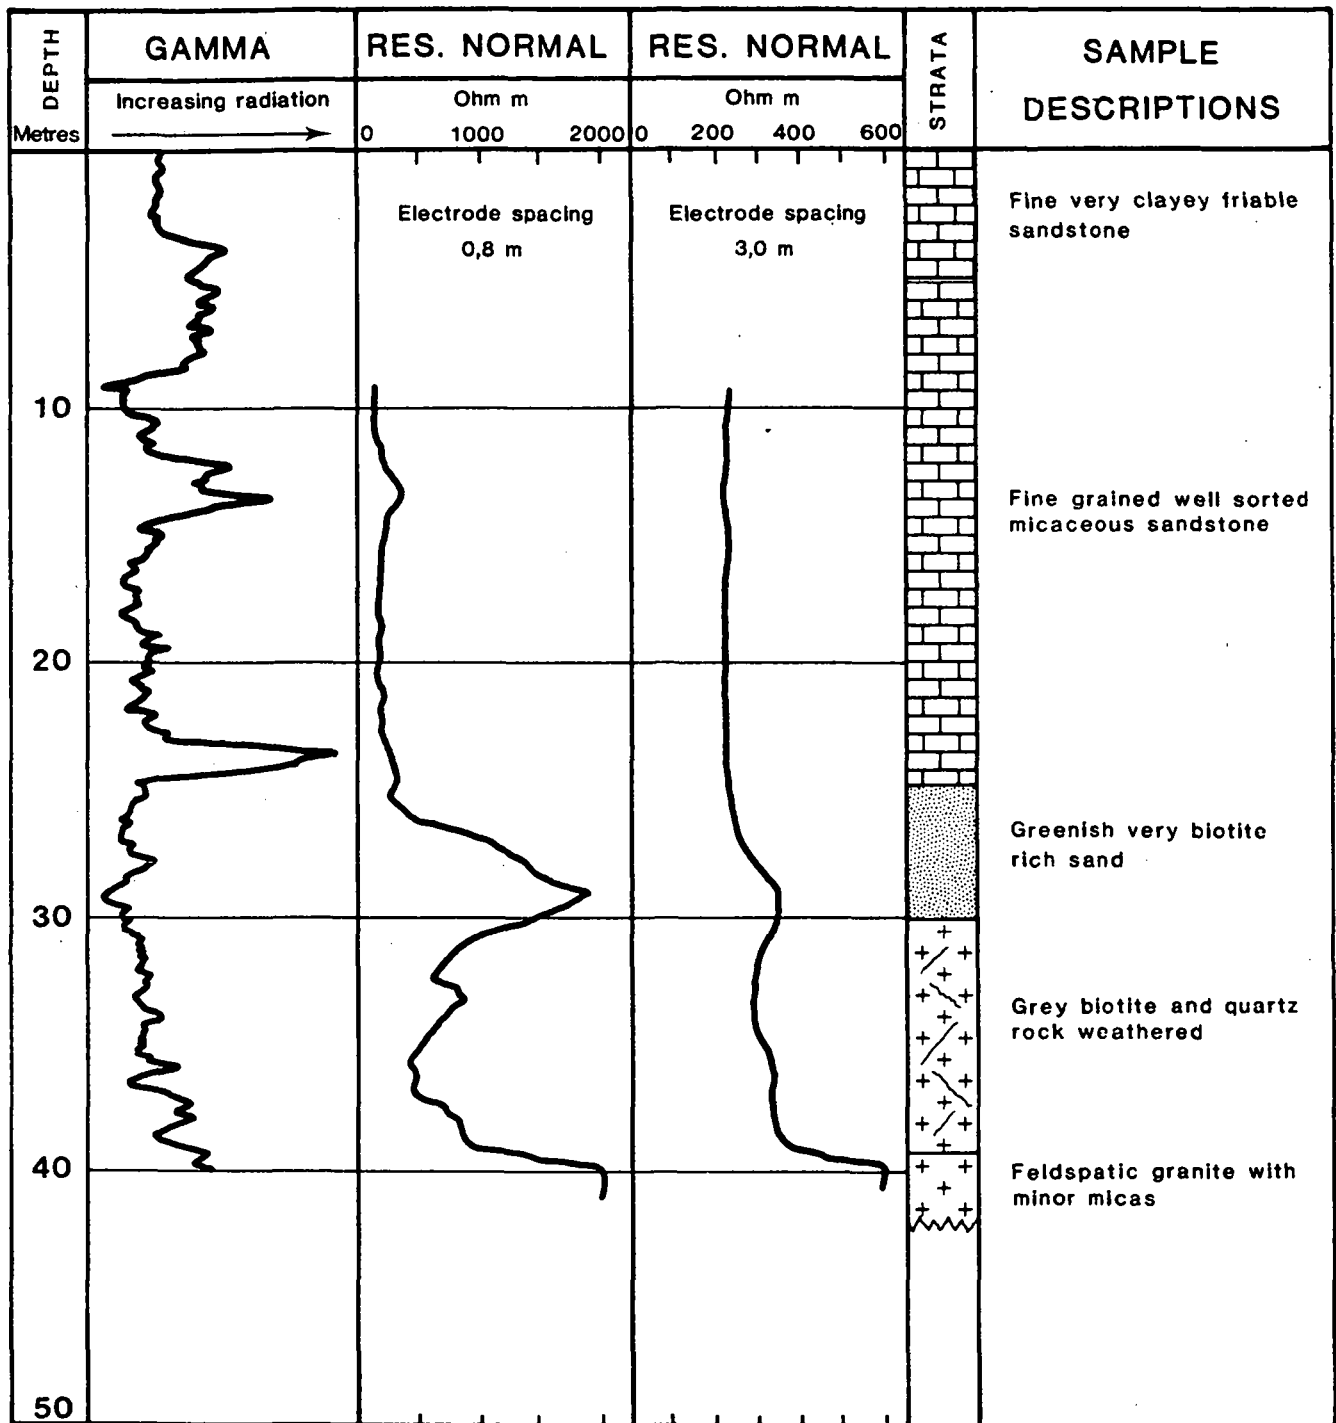 DEPTH
Metres
GAMMA
Increasing radiation
RES. NORMAL
Ohm m
0 1000 2000
RES. NORMAL
Ohm m
0 200 400 600
STRATA
SAMPLE
DESCRIPTIONS
Electrode spacing
0,8 m
Electrode spacing
3,0 m
Fine very clayey friable
sandstone
10
Fine grained well sorted
micaceous sandstone
20
Greenish very biotite
rich sand
30
Grey biotite and quartz
rock weathered
40
Feldspatic granite with
minor micas
50